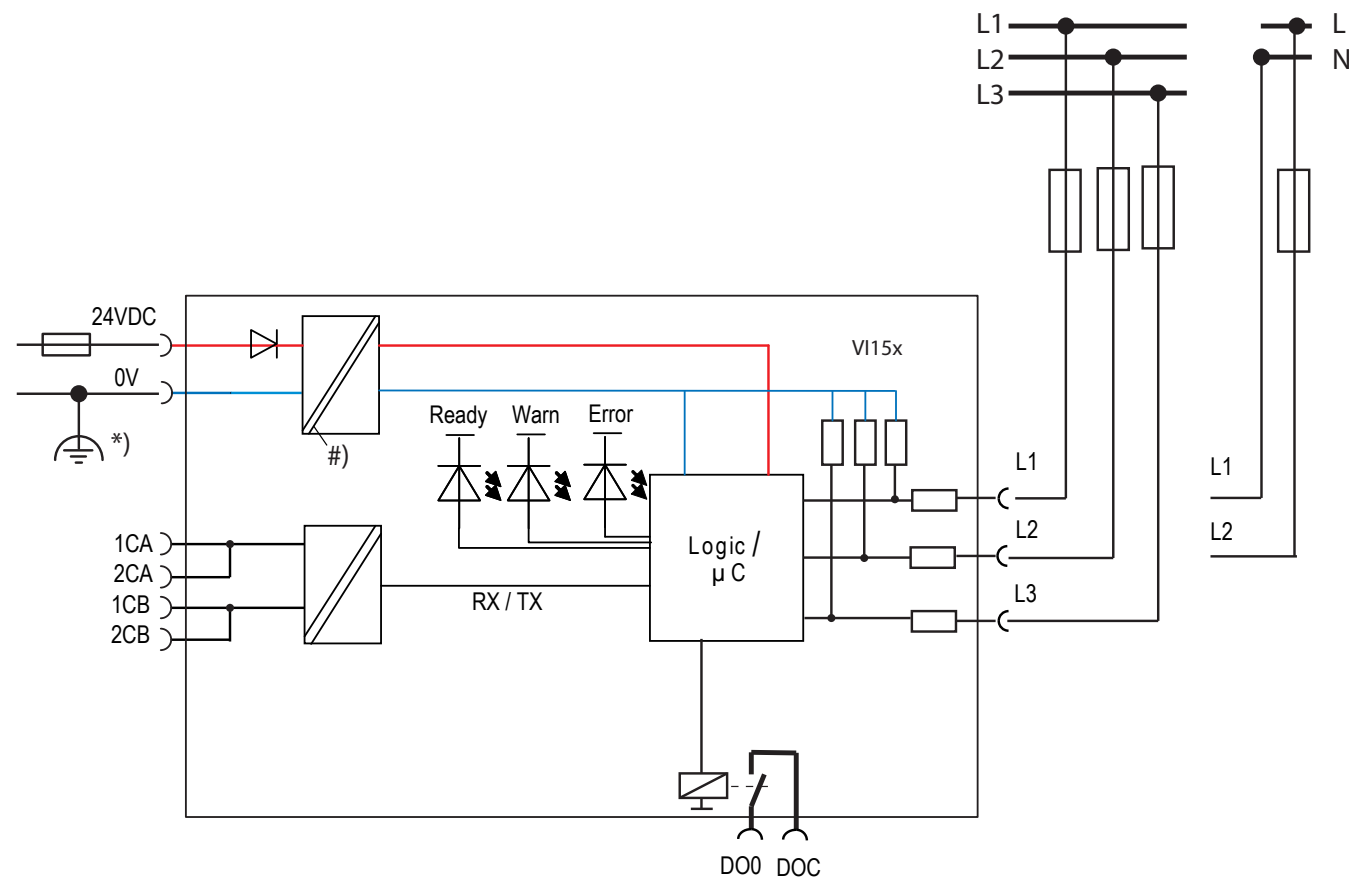 L1
L
L2
N
L3
24VDC
VI15x
0V
Ready
Warn
Error
*)
#)
L1
L1
L2
L2
1CA
Logic /
µ C
2CA
L3
1CB
RX / TX
2CB
DO0
DOC